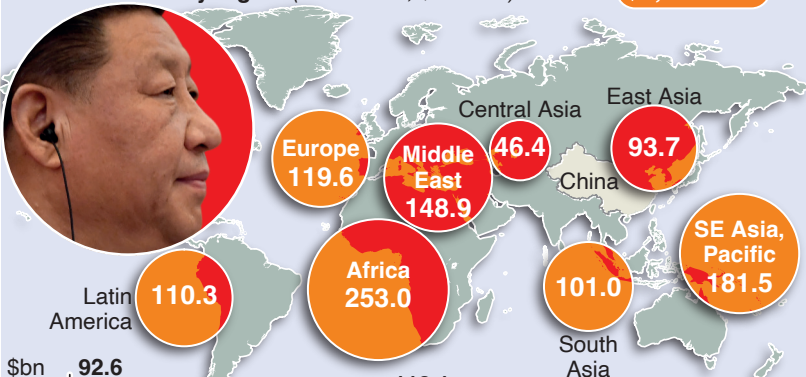 Central Asia
East Asia
Europe
119.6
Middle
East
148.9
46.4
93.7
China
SE Asia,
Pacific
181.5
Africa
253.0
Latin
America
110.3
101.0
South
Asia
$bn
92.6